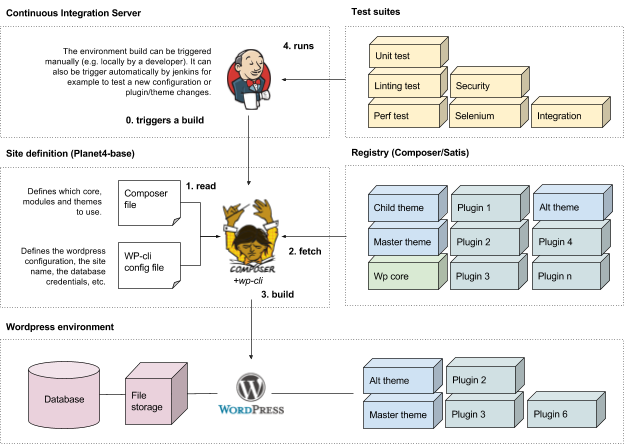 Continuous Integration Server
The environment build can be triggered
manually (e.g. locally by a developer). It can
also be trigger automatically by jenkins for
example to test a new configuration or
plugin/theme changes.
4. runs
0. triggers a build
Test suites
Unit test
Linting test
Security
Perf test
Selenium
Integration
Site definition (Planet4-base)
Defines which core,
modules and themes
to use.
Composer
file
1. read
Defines the wordpress
configuration, the site
name, the database
credentials, etc.
WP-cli
config file
COMPOSER
+wp-cli
2. fetch
3. build
Registry (Composer/Satis)
Child theme
Plugin 1
Alt theme
Master theme
Plugin 2
Plugin 4
Wp core
Plugin 3
Plugin n
Wordpress environment
Database
File
storage
WORDPRESS
Alt theme
Plugin 2
Master theme
Plugin 3
Plugin 6